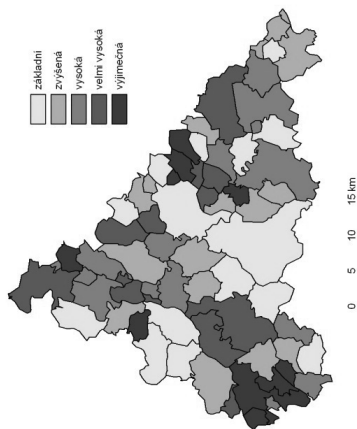 základní
zvýšená
vysoká
velmi vysoká
výjimečná
0 5 10 15 km